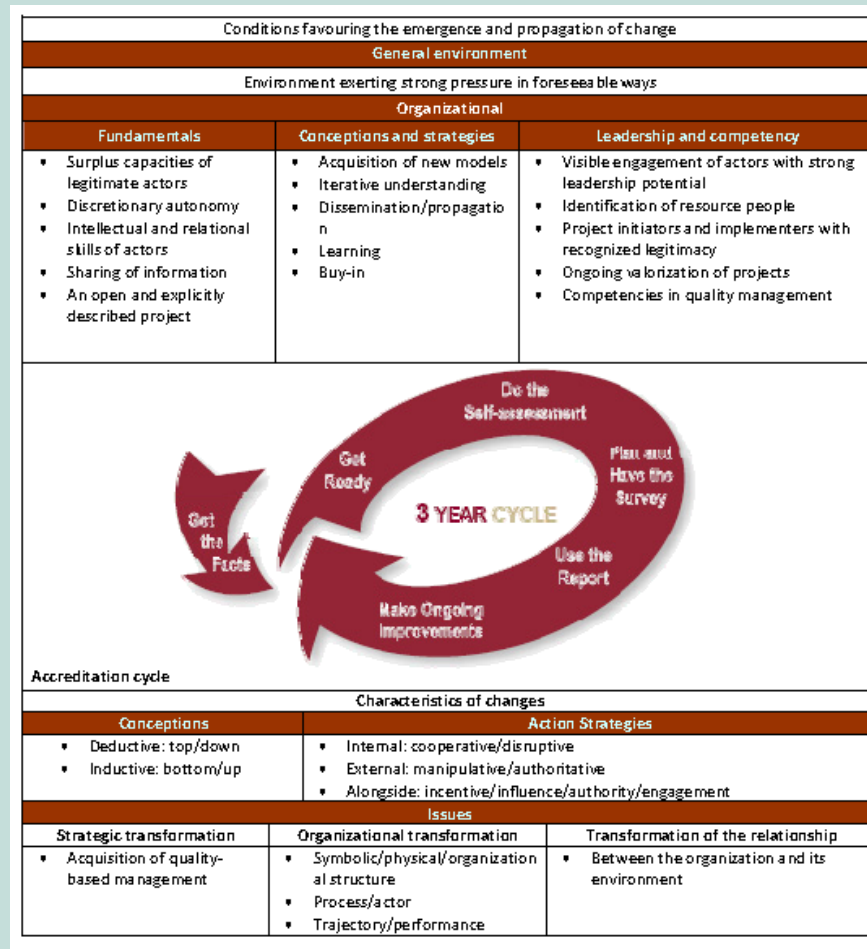 Conditions favouring the emergence and propagation of change
General environment
Environment exerting strong pressure in foreseeable ways
Organizational
Fundamentals
• Surplus capacities of
legitimate actors
• Discretionary autonomy
• Intellectual and relational
skills of actors
• Sharing of information
• An open and explicitly
described project
Conceptions and strategies
• Acquisition of new models
• Iterative understanding
• Dissemination/propagatio
n
• Learning
• Buy-in
Leadership and competency
• Visible engagement of actors with strong
leadership potential
• Identification of resource people
• Project initiators and implementers with
recognized legitimacy
• Ongoing valorization of projects
• Competencies in quality management
Get
the
Facts
Get
Ready
Do the
Self-assessment
Plan and
Have the
Survey
Use the
Report
Make Ongoing
Improvements
3 YEAR CYCLE
Accreditation cycle
Characteristics of changes
Conceptions
• Deductive: top/down
• Inductive: bottom/up
Action Strategies
• Internal: cooperative/disruptive
• External: manipulative/authoritative
• Alongside: incentive/influence/authority/engagement
Issues
Strategic transformation
• Acquisition of quality-
based management
Organizational transformation
• Symbolic/physical/organization
al structure
• Process/actor
• Trajectory/performance
Transformation of the relationship
• Between the organization and its
environment